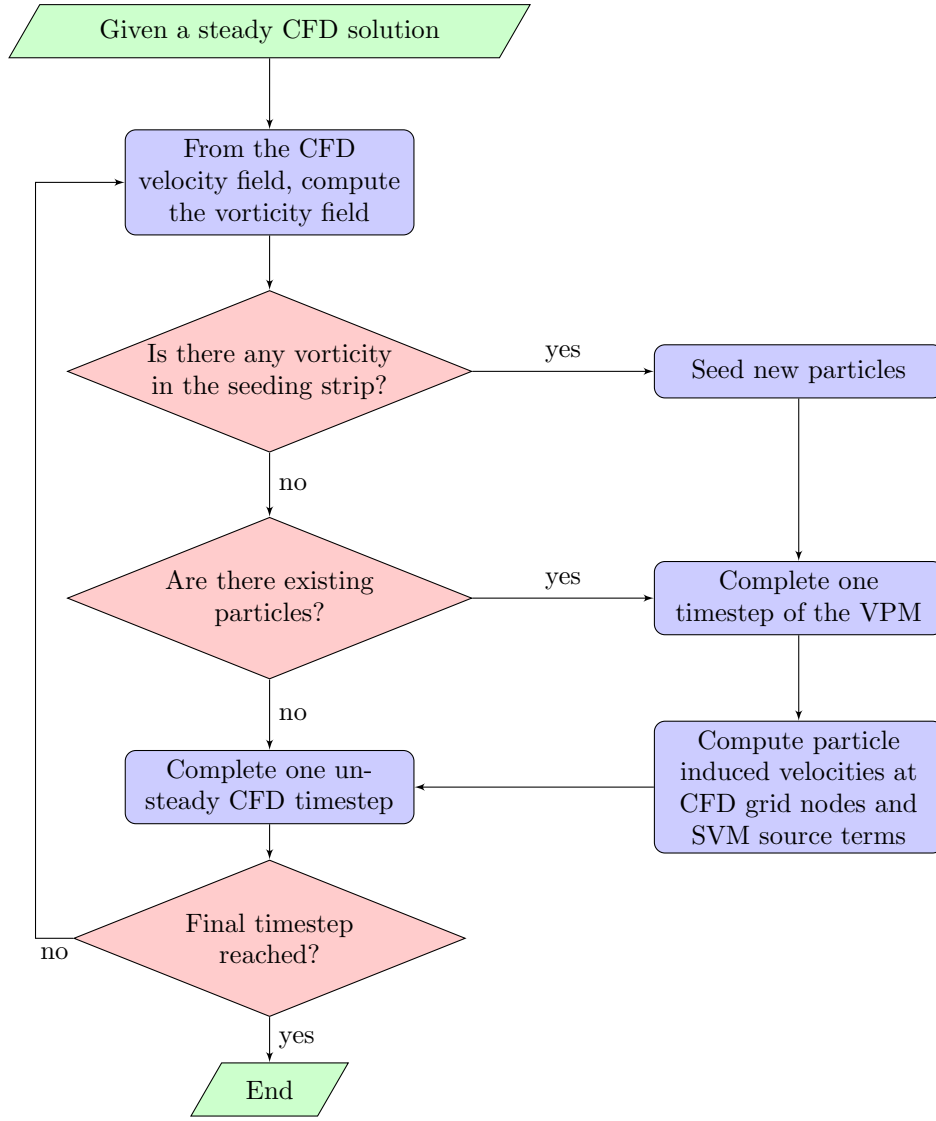 Given a steady CFD solution
From the CFD
velocity field, compute
the vorticity field
Is there any vorticity
in the seeding strip?
yes
Seed new particles
no
Are there existing
particles?
yes
Complete one
timestep of the VPM
no
Complete one un-
steady CFD timestep
Compute particle
induced velocities at
CFD grid nodes and
SVM source terms
Final timestep
reached?
no
yes
End